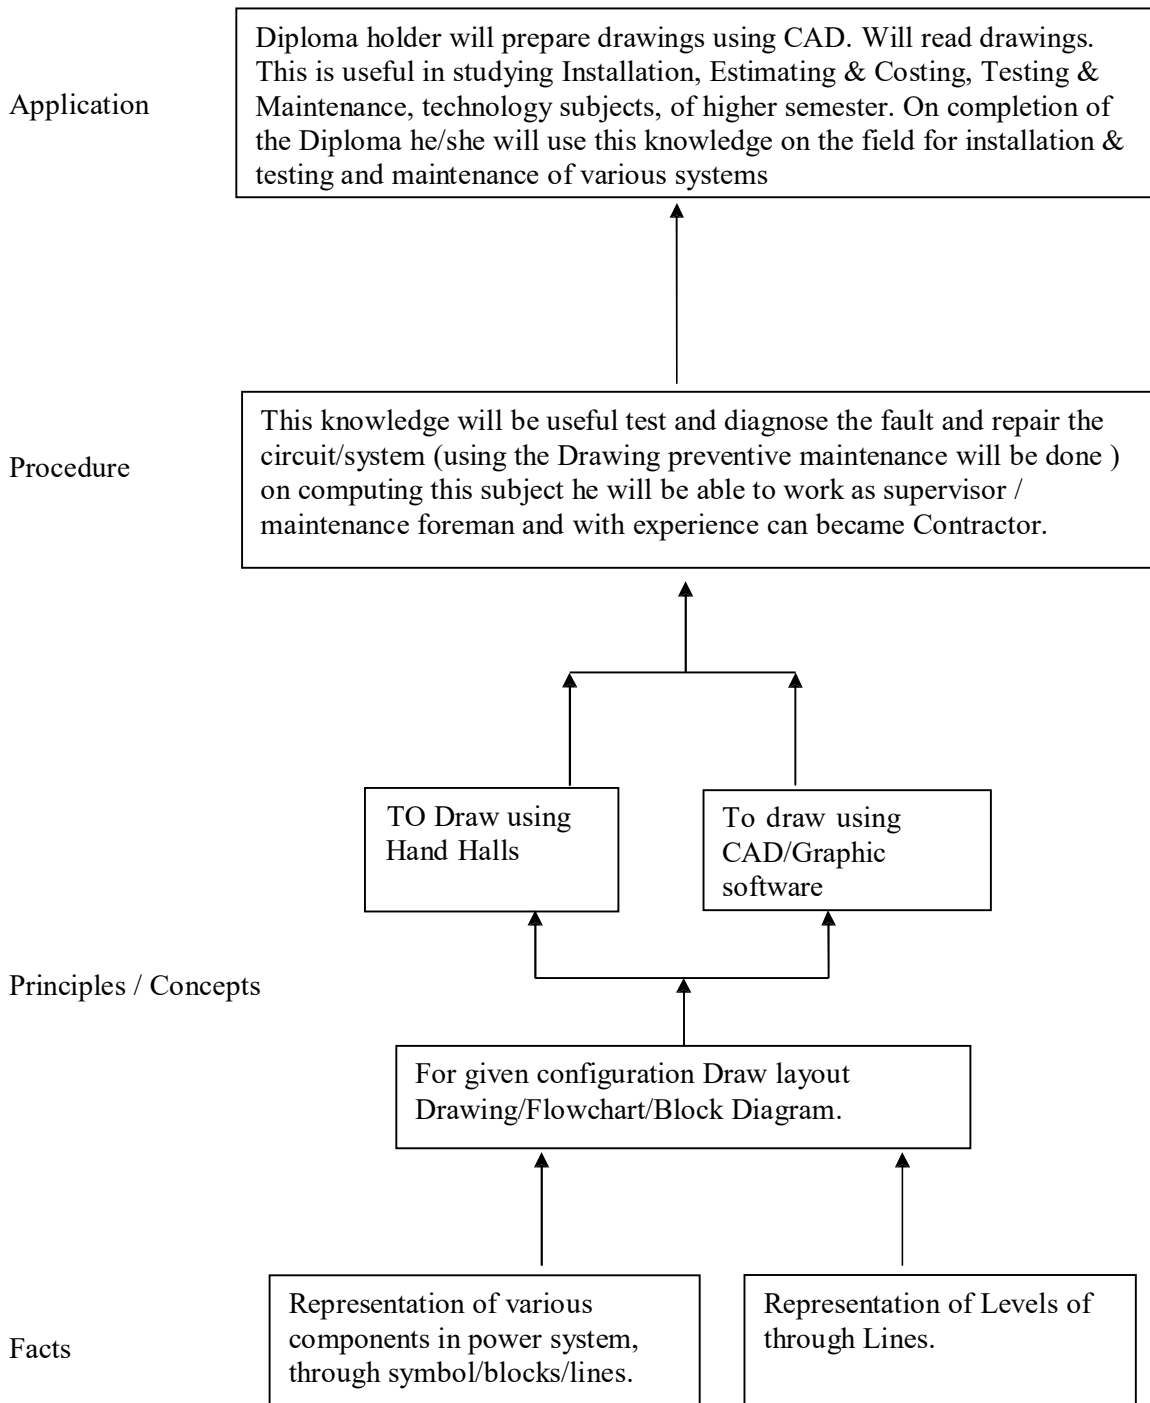 Application
Diploma holder will prepare drawings using CAD. Will read drawings.
This is useful in studying Installation, Estimating & Costing, Testing &
Maintenance, technology subjects, of higher semester. On completion of
the Diploma he/she will use this knowledge on the field for installation &
testing and maintenance of various systems
Procedure
This knowledge will be useful test and diagnose the fault and repair the
circuit/system (using the Drawing preventive maintenance will be done )
on computing this subject he will be able to work as supervisor /
maintenance foreman and with experience can became Contractor.
TO Draw using
Hand Halls
To draw using
CAD/Graphic
software
Principles / Concepts
For given configuration Draw layout
Drawing/Flowchart/Block Diagram.
Facts
Representation of various
components in power system,
through symbol/blocks/lines.
Representation of Levels of
through Lines.